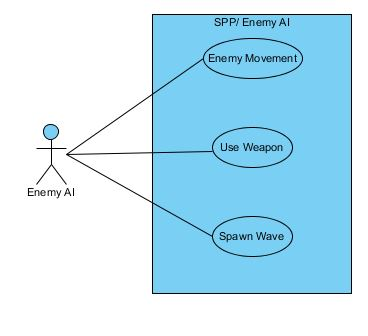 SPP/ Enemy AI
Enemy Movement
Use Weapon
Enemy AI
Spawn Wave